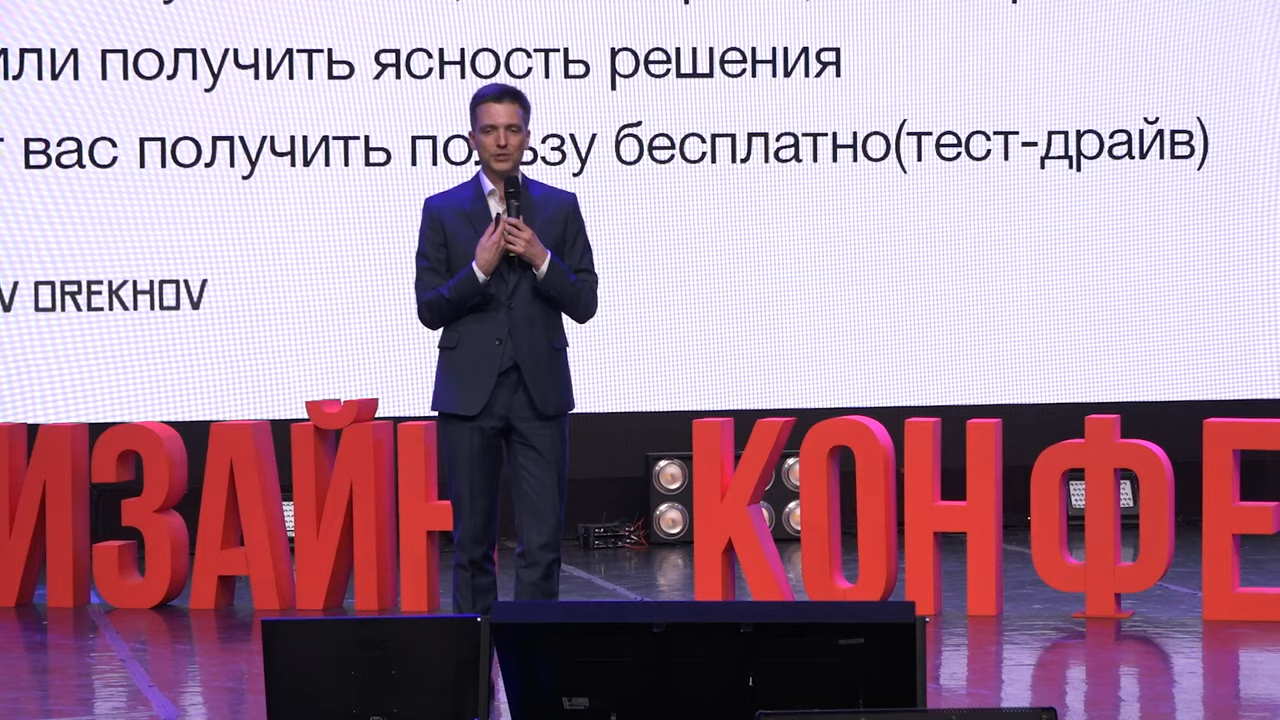 или получить ясность решения
вас получить пользу бесплатно(тест-драйв)
V OREKHOV
ИЗАЙН КОНФЕ